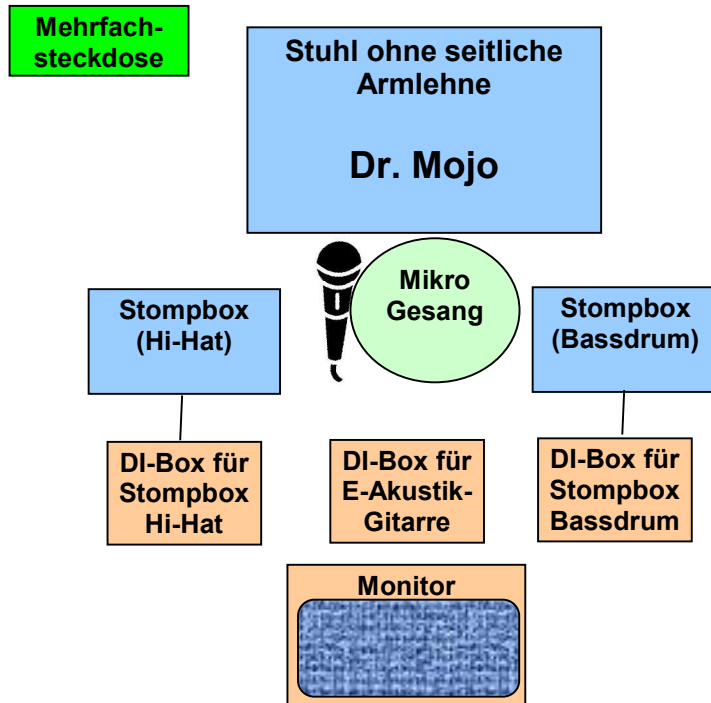 Mehrfach-
steckdose
Stuhl ohne seitliche
Armlehne
Dr. Mojo
Mikro
Gesang
Stompbox
(Hi-Hat)
Stompbox
(Bassdrum)
DI-Box für
Stompbox
Hi-Hat
DI-Box für
E-Akustik-
Gitarre
DI-Box für
Stompbox
Bassdrum
Monitor